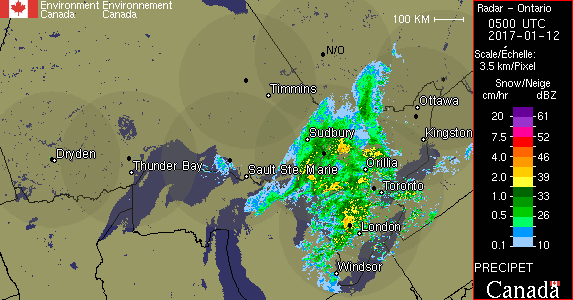 Environment Environnement
Canada Canada
Radar - Ontario
0500 UTC
2017-01-12
100 KM
Scale/Échelle:
3.5 km/Pixel
Snow/Neige
cm/hr dBZ
20 61
7.5 52
4.0 46
2.0 39
1.0 33
0.5 26
0.1 10
N/O
Timmins
Ottawa
Sudbury
Kingston
Dryden
Thunder Bay
Sault Ste-Marie
Orillia
Toronto
London
Windsor
PRECIPET
Canada